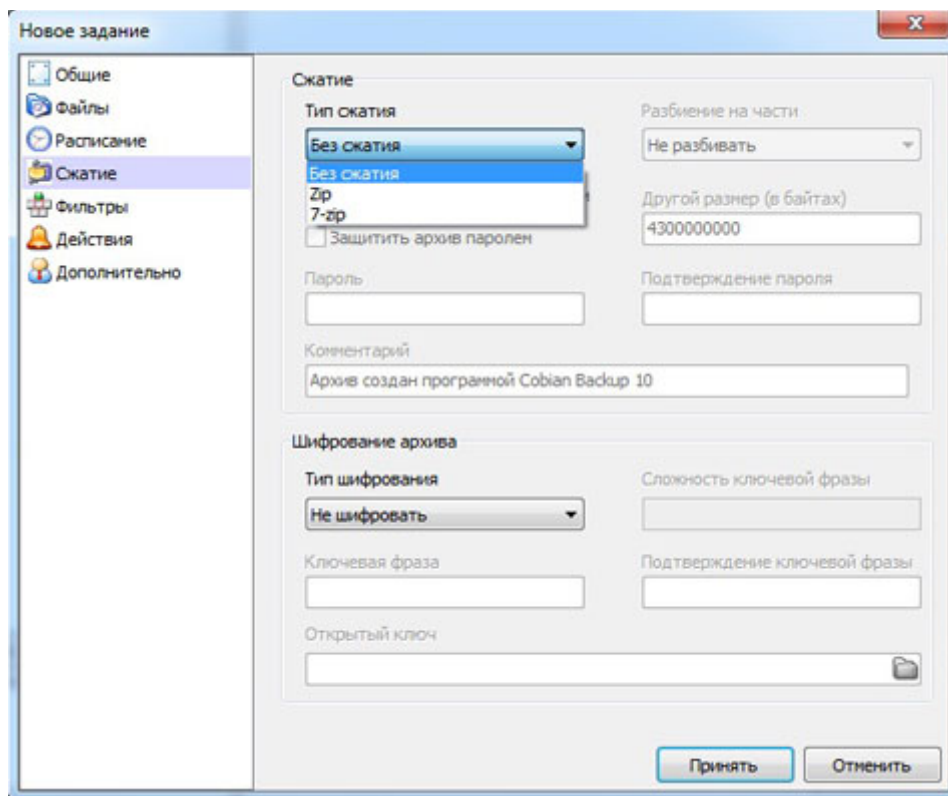 Новое задание
Общие
Файлы
Расписание
Сжатие
Фильтры
Действия
Дополнительно
Сжатие
Тип сжатия
Разбиение на части
Без сжатия
Не разбивать
Без сжатия
Zip
7-zip
Другой размер (в байтах)
4300000000
Защитить архив паролем
Пароль
Подтверждение пароля
Комментарий
Архив создан программой Cobian Backup 10
Шифрование архива
Тип шифрования
Сложность ключевой фразы
Не шифровать
Ключевая фраза
Подтверждение ключевой фразы
Открытый ключ
Принять
Отменить